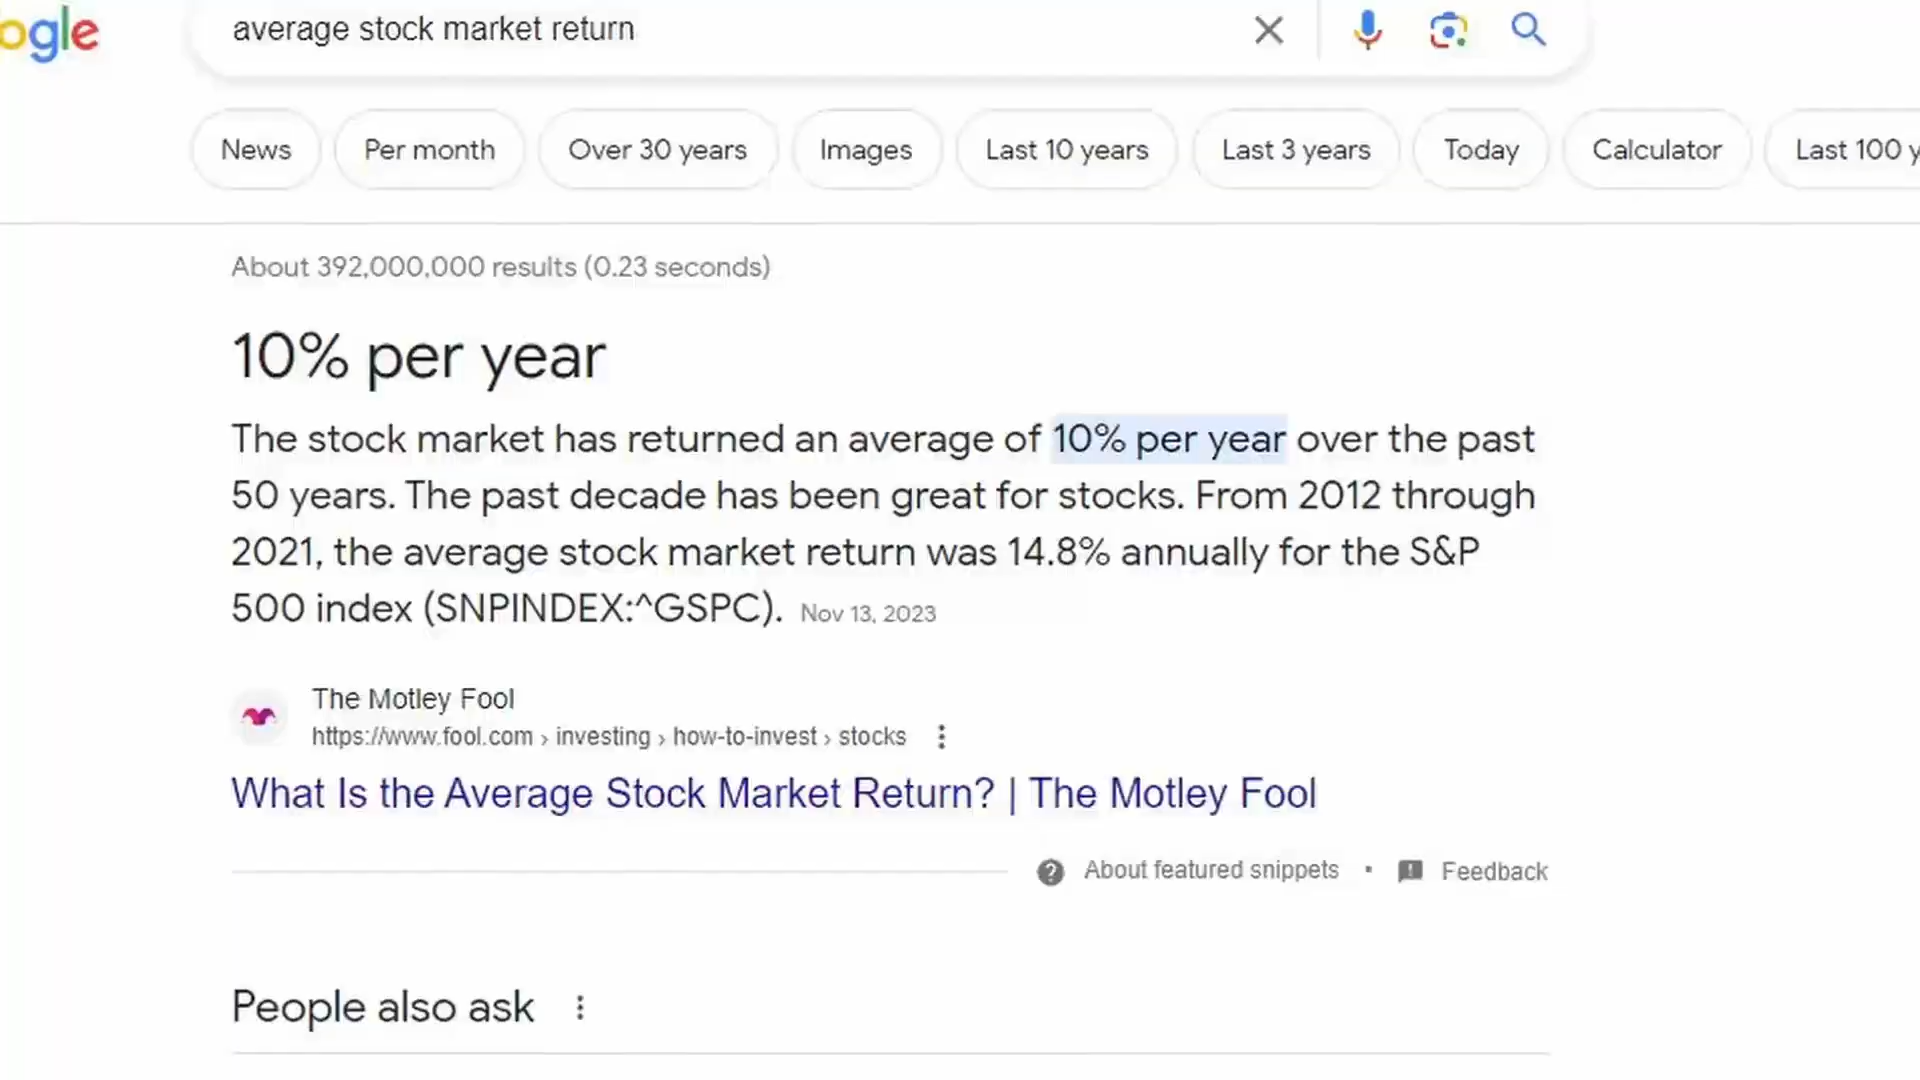 ogle
average stock market return
News Per month Over 30 years Images Last 10 years Last 3 years Today Calculator Last 100 y
About 392,000,000 results (0.23 seconds)
10% per year
The stock market has returned an average of 10% per year over the past
50 years. The past decade has been great for stocks. From 2012 through
2021, the average stock market return was 14.8% annually for the S&P
500 index (SNPINDEX:^GSPC). Nov 13, 2023
The Motley Fool
https://www.fool.com › investing › how-to-invest › stocks
What Is the Average Stock Market Return? | The Motley Fool
About featured snippets • Feedback
People also ask